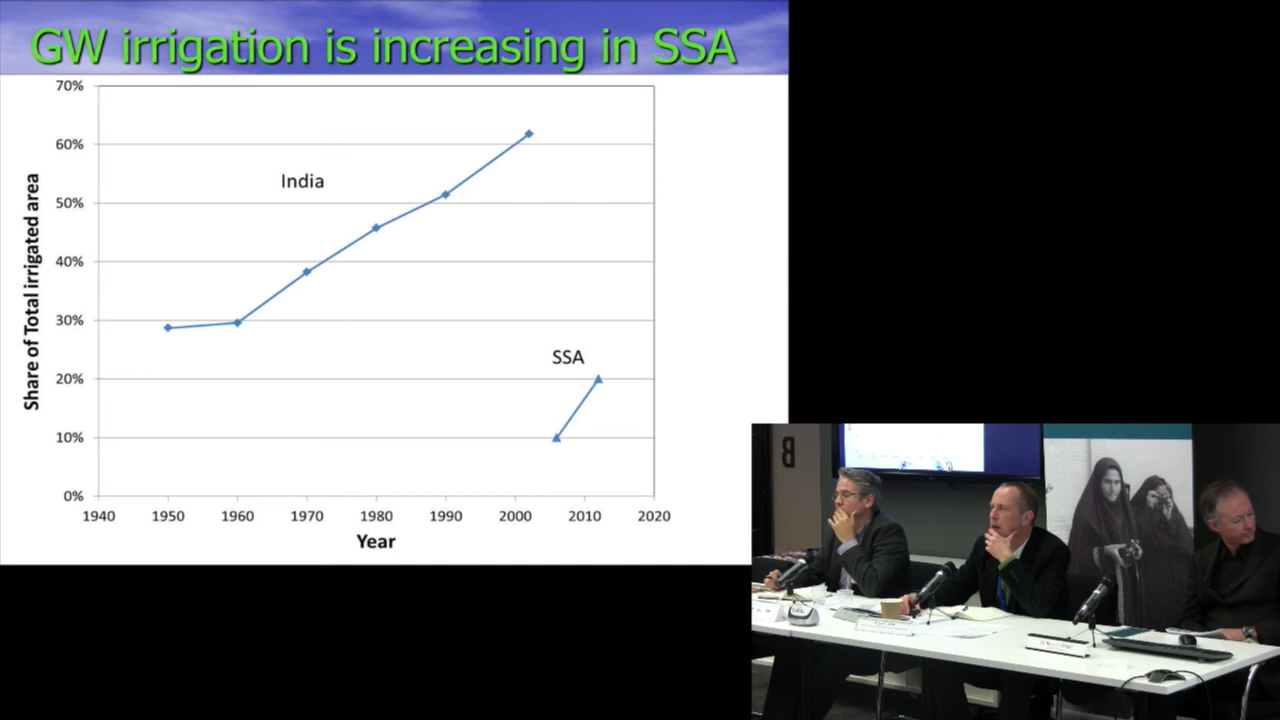 GW irrigation is increasing in SSA
Share of Total irrigated area
70%
60%
50%
40%
30%
20%
10%
0%
India
SSA
1940 1950 1960 1970 1980 1990 2000 2010 2020
Year
B